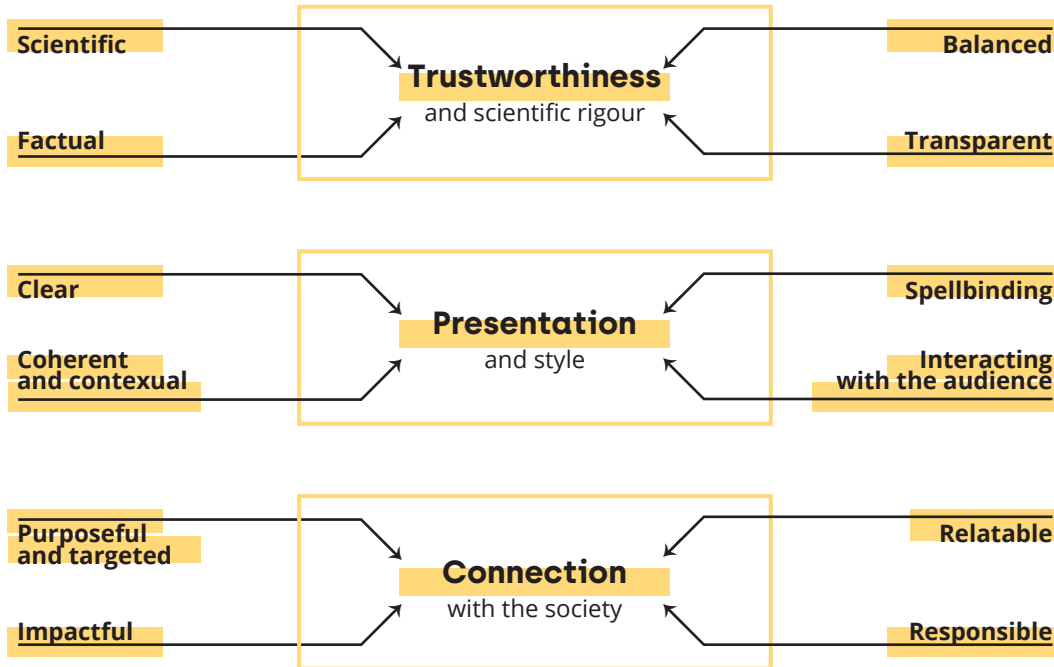 Scientific
Balanced
Trustworthiness
and scientific rigour
Factual
Transparent
Clear
Spellbinding
Presentation
and style
Coherent
and contexual
Interacting
with the audience
Purposeful
and targeted
Relatable
Connection
with the society
Impactful
Responsible